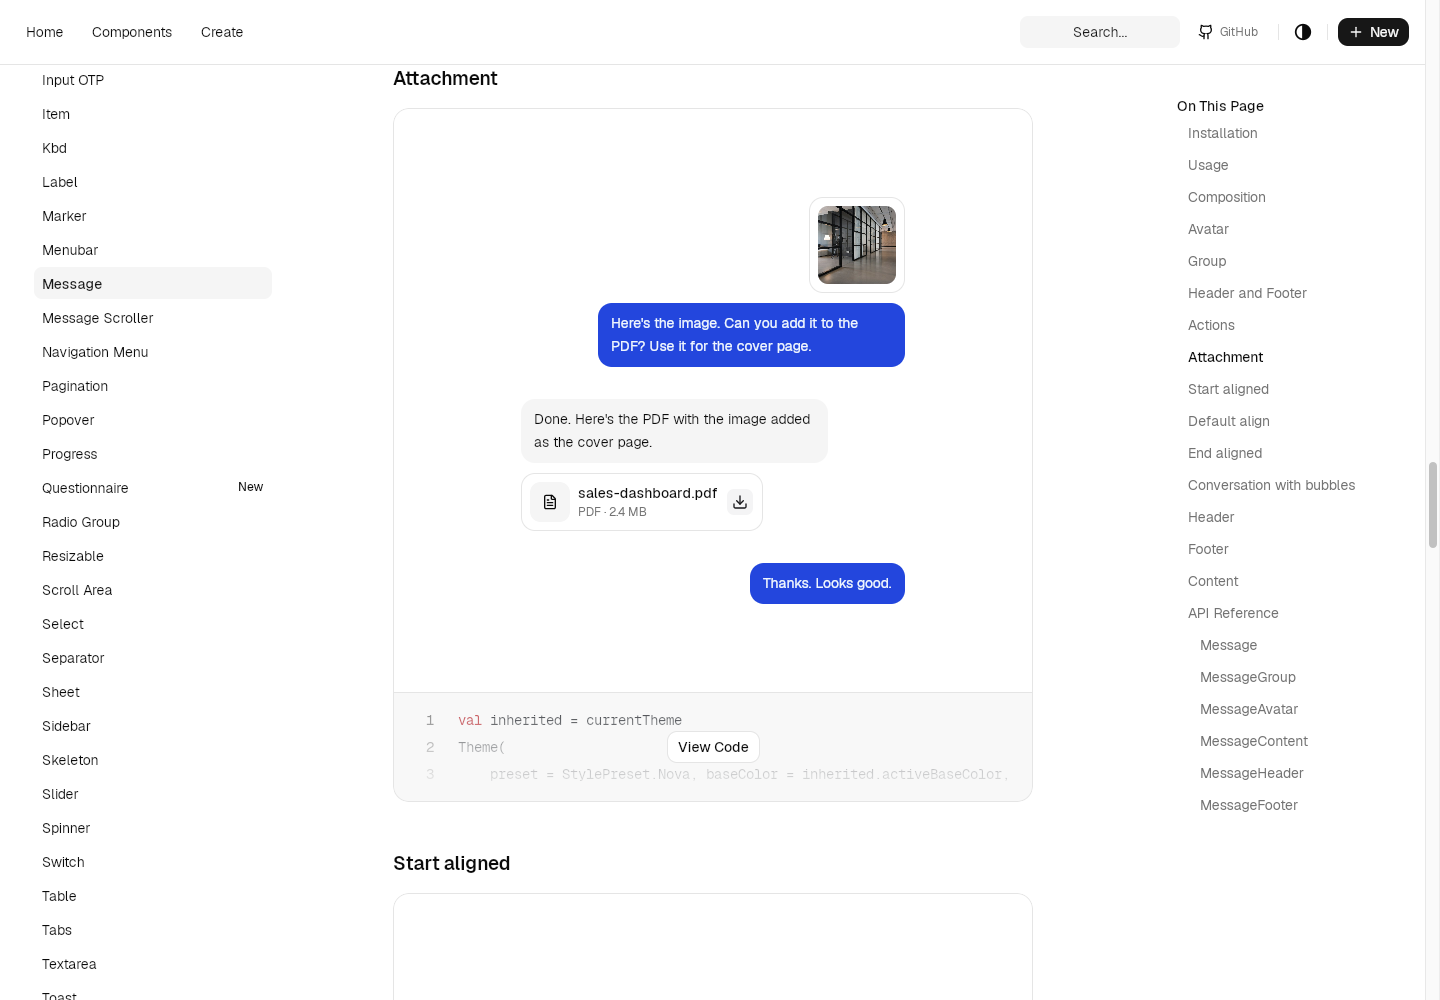 Home
Components
Create
Search...
GitHub
New
Input OTP
Item
Kbd
Label
Marker
Menubar
Message
Message Scroller
Navigation Menu
Pagination
Popover
Progress
Questionnaire New
Radio Group
Resizable
Scroll Area
Select
Separator
Sheet
Sidebar
Skeleton
Slider
Spinner
Switch
Table
Tabs
Textarea
Toast
Attachment
Here's the image. Can you add it to the
PDF? Use it for the cover page.
Done. Here's the PDF with the image added
as the cover page.
sales-dashboard.pdf
PDF · 2.4 MB
Thanks. Looks good.
1 val inherited = currentTheme
2 Theme(
View Code
3 preset = StylePreset.Nova, baseColor = inherited.activeBaseColor,
Start aligned
On This Page
Installation
Usage
Composition
Avatar
Group
Header and Footer
Actions
Attachment
Start aligned
Default align
End aligned
Conversation with bubbles
Header
Footer
Content
API Reference
Message
MessageGroup
MessageAvatar
MessageContent
MessageHeader
MessageFooter